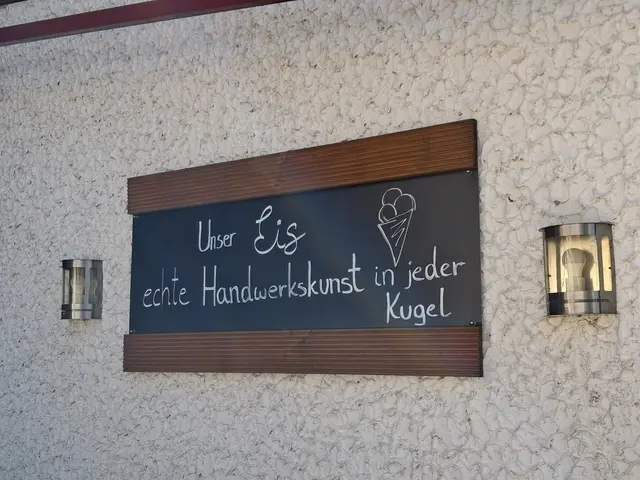 Unser Eis
echte Handwerkskunst in jeder
Kugel